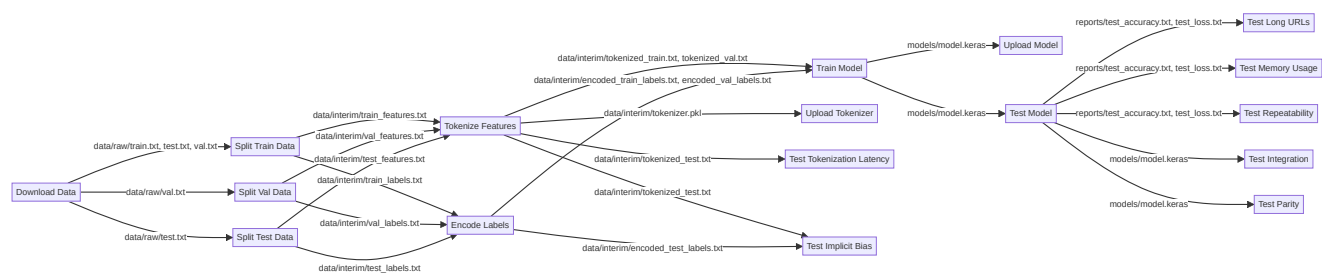 Download Data
data/raw/train.txt, test.txt, val.txt
data/raw/val.txt
data/raw/test.txt
Split Train Data
Split Val Data
Split Test Data
data/interim/train_features.txt
data/interim/val_features.txt
data/interim/test_features.txt
data/interim/train_labels.txt
data/interim/val_labels.txt
data/interim/test_labels.txt
Tokenize Features
Encode Labels
data/interim/tokenized_train.txt, tokenized_val.txt
data/interim/encoded_train_labels.txt, encoded_val_labels.txt
data/interim/tokenizer.pkl
data/interim/tokenized_test.txt
data/interim/tokenized_test.txt
data/interim/encoded_test_labels.txt
Train Model
Upload Tokenizer
Test Tokenization Latency
Test Implicit Bias
models/model.keras
models/model.keras
Upload Model
Test Model
reports/test_accuracy.txt, test_loss.txt
reports/test_accuracy.txt, test_loss.txt
reports/test_accuracy.txt, test_loss.txt
models/model.keras
models/model.keras
Test Long URLs
Test Memory Usage
Test Repeatability
Test Integration
Test Parity